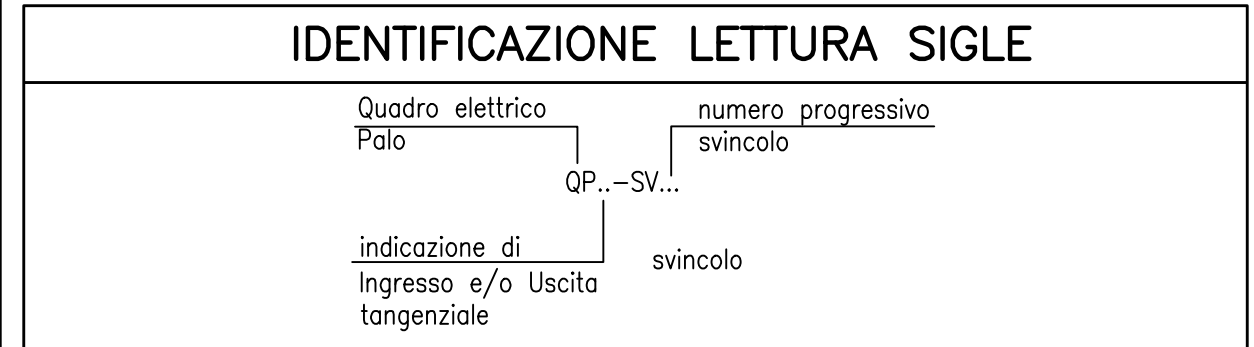 IDENTIFICAZIONE LETTURA SIGLE
Quadro elettrico
Palo
numero progressivo
svincolo
QP..-SV...
indicazione di
Ingresso e/o Uscita
tangenziale
svincolo